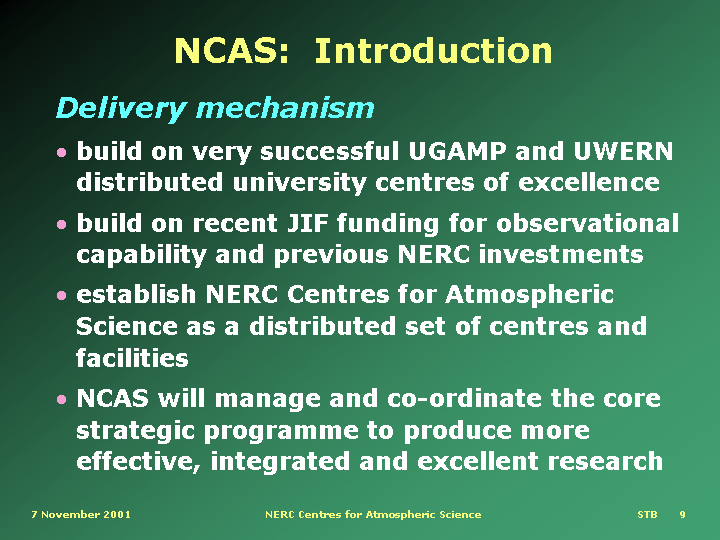 NCAS: Introduction
Delivery mechanism
• build on very successful UGAMP and UWERN
distributed university centres of excellence
• build on recent JIF funding for observational
capability and previous NERC investments
• establish NERC Centres for Atmospheric
Science as a distributed set of centres and
facilities
• NCAS will manage and co-ordinate the core
strategic programme to produce more
effective, integrated and excellent research
7 November 2001 NERC Centres for Atmospheric Science STB 9